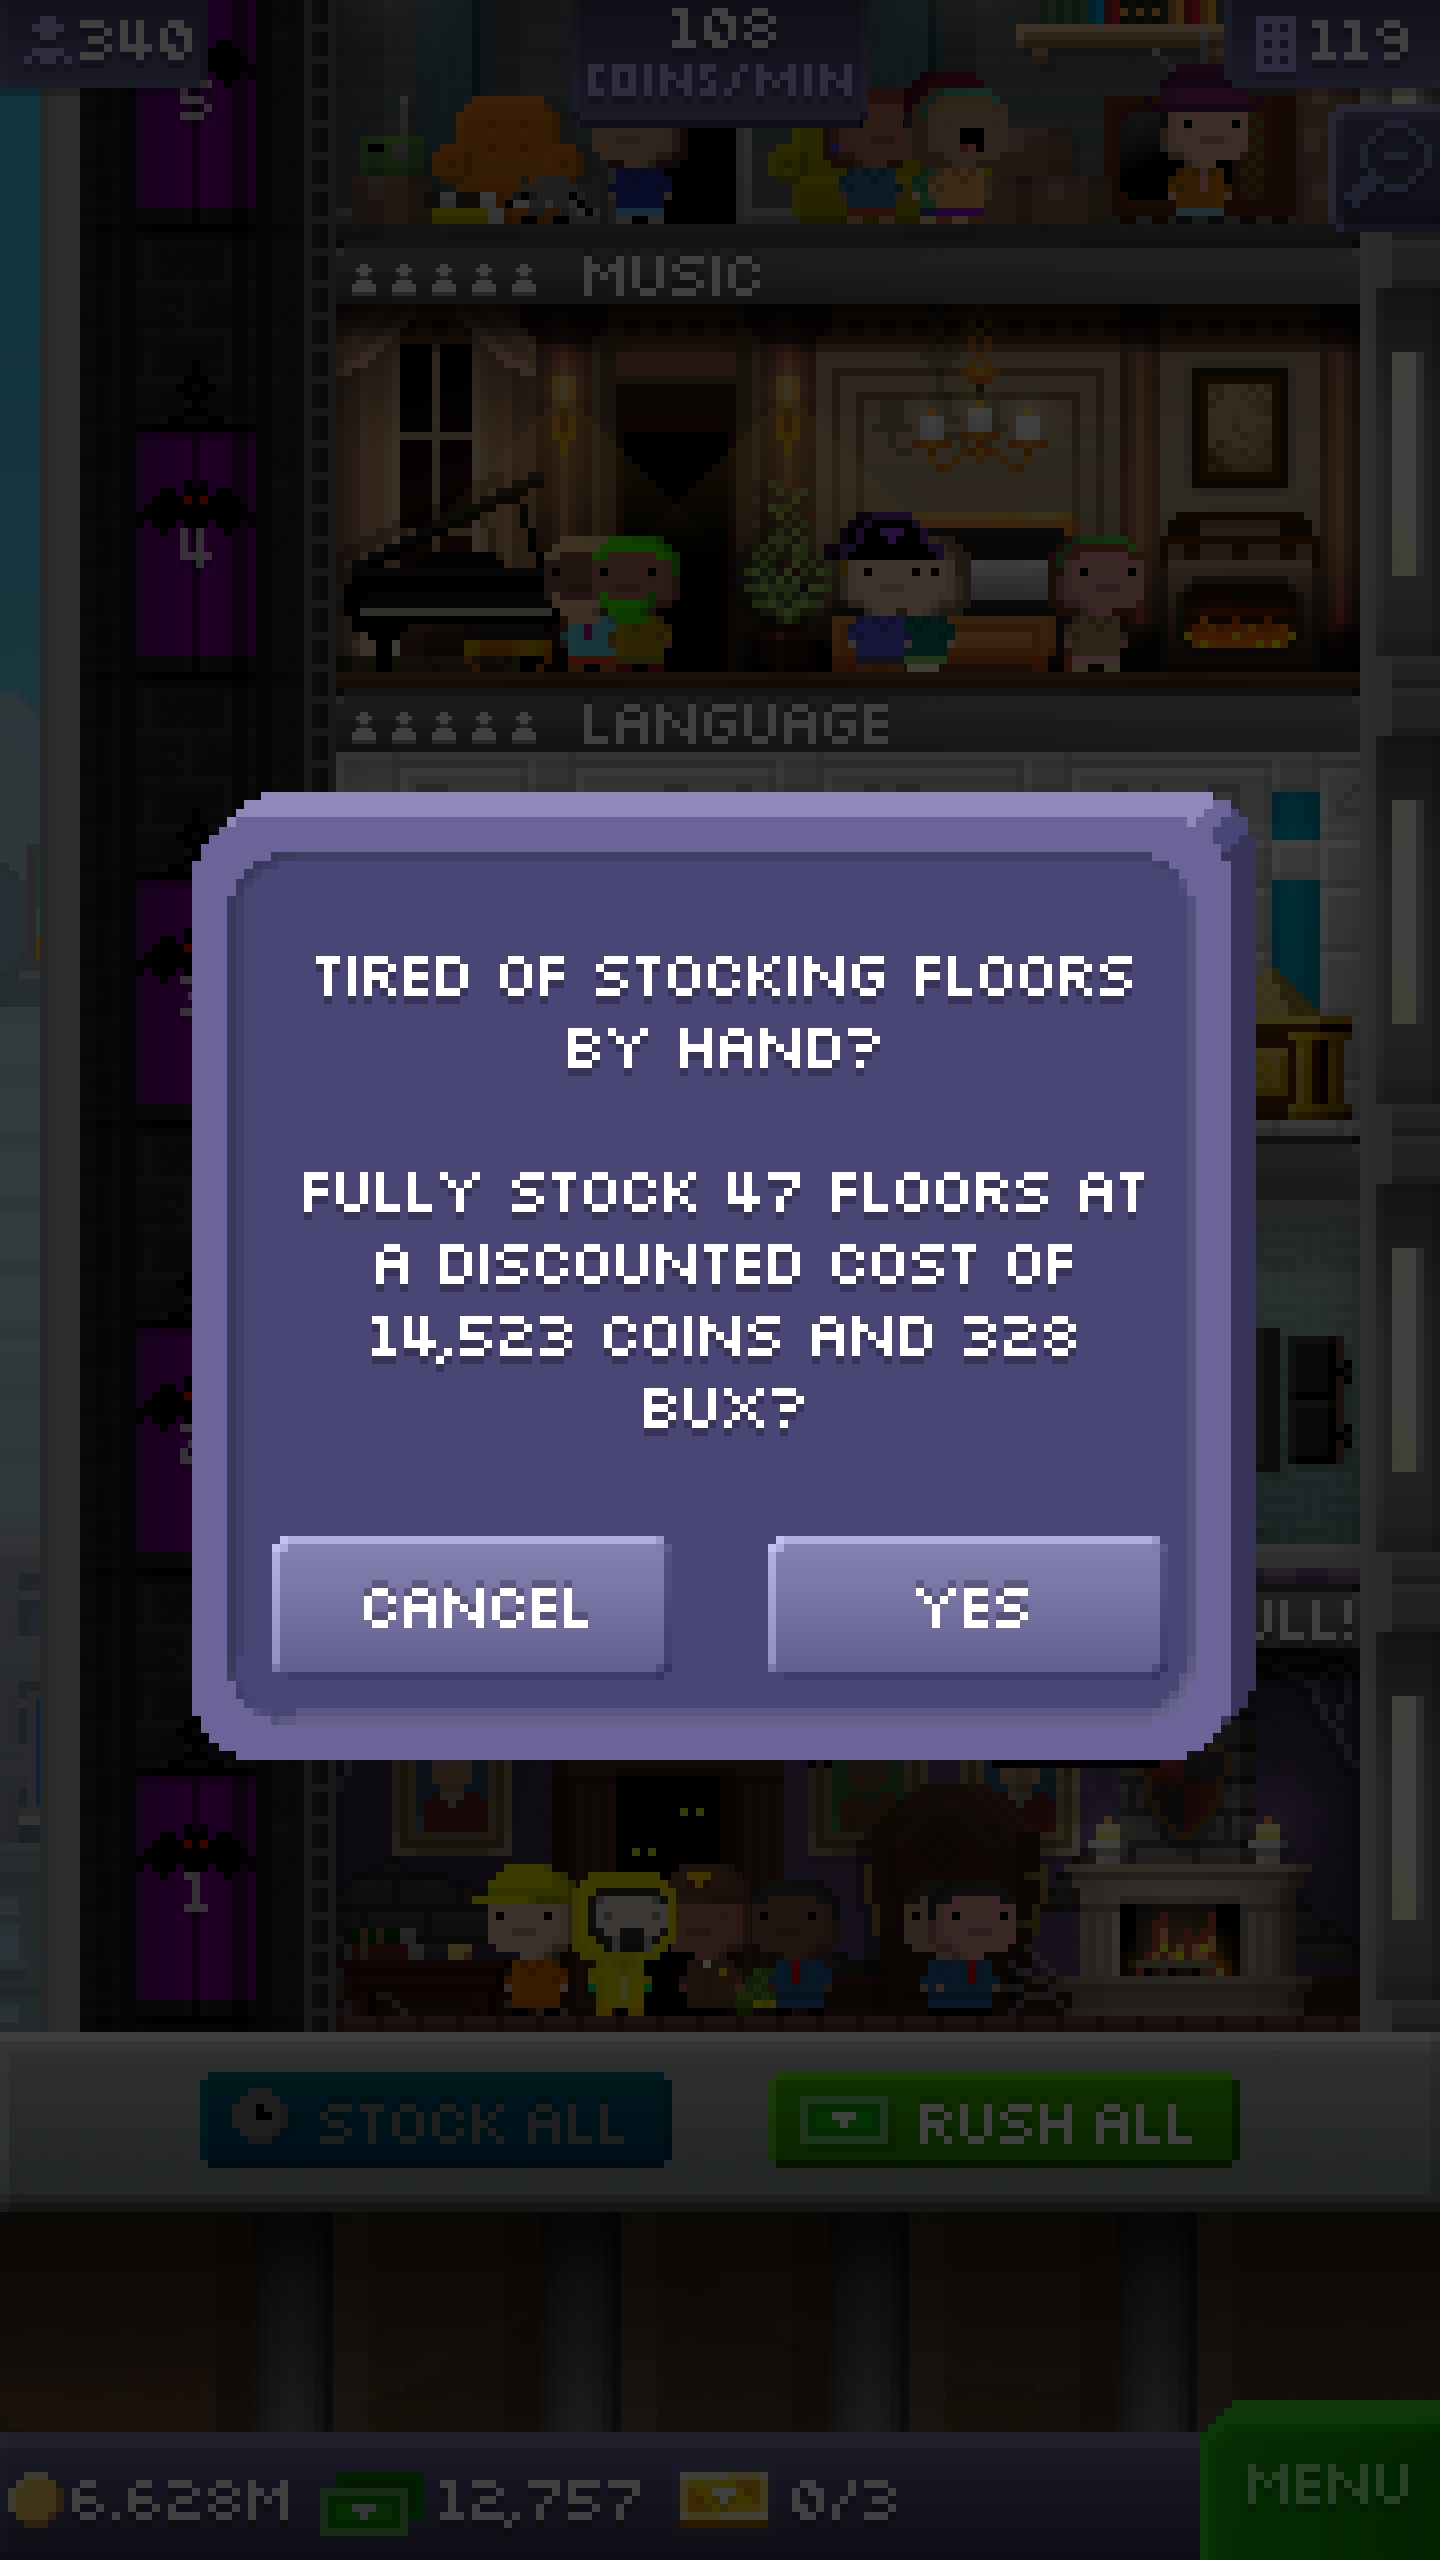 340
108
COINS/MIN
119
5
MUSIC
4
LANGUAGE
TIRED OF STOCKING FLOORS
BY HAND?
FULLY STOCK 47 FLOORS AT
A DISCOUNTED COST OF
14,523 COINS AND 328
BUX?
CANCEL
YES
1
STOCK ALL
RUSH ALL
6.628M
12,757
0/3
MENU